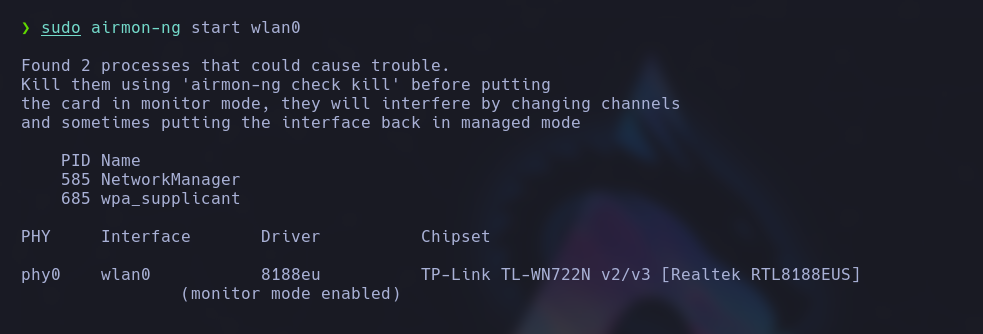 ❯ sudo airmon-ng start wlan0
Found 2 processes that could cause trouble.
Kill them using 'airmon-ng check kill' before putting
the card in monitor mode, they will interfere by changing channels
and sometimes putting the interface back in managed mode
PID Name
585 NetworkManager
685 wpa_supplicant
PHY Interface Driver Chipset
phy0 wlan0 8188eu TP-Link TL-WN722N v2/v3 [Realtek RTL8188EUS]
(monitor mode enabled)